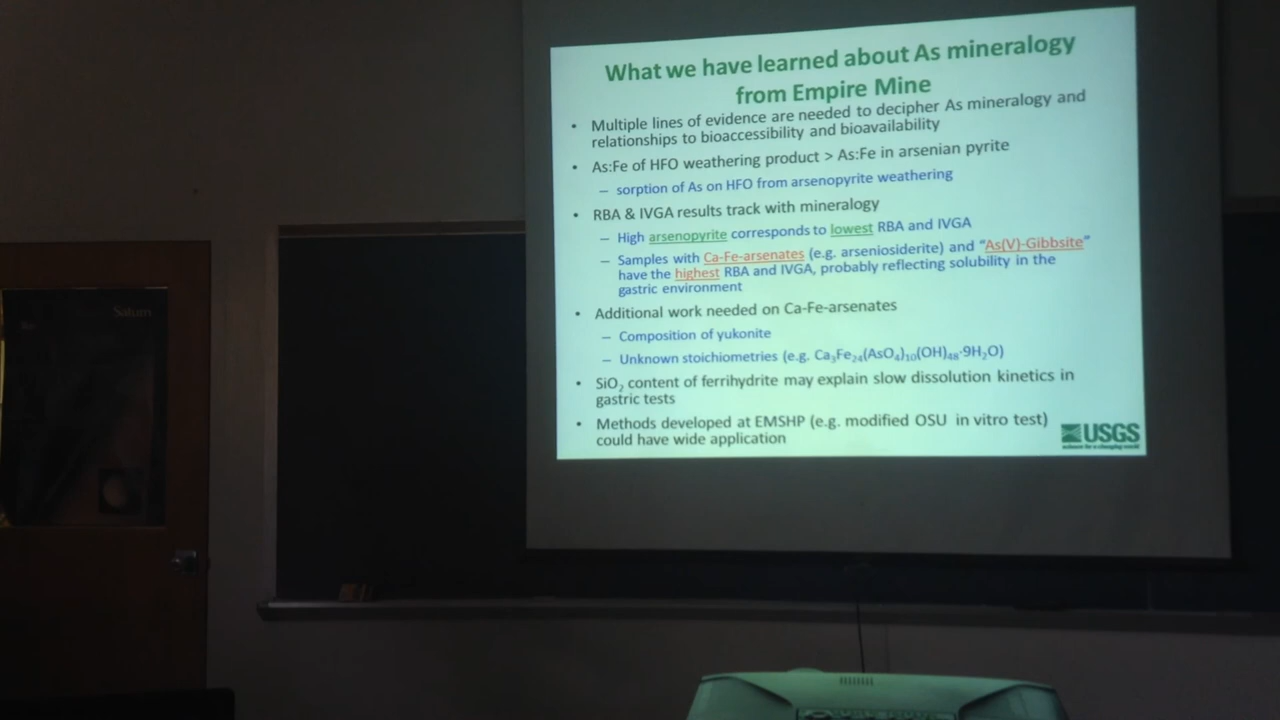 Saturn
What we have learned about As mineralogy
from Empire Mine
• Multiple lines of evidence are needed to decipher As mineralogy and
relationships to bioaccessibility and bioavailability
• As:Fe of HFO weathering product > As:Fe in arsenian pyrite
– sorption of As on HFO from arsenopyrite weathering
• RBA & IVGA results track with mineralogy
– High arsenopyrite corresponds to lowest RBA and IVGA
– Samples with Ca-Fe-arsenates (e.g. arseniosiderite) and “As(V)-Gibbsite”
have the highest RBA and IVGA, probably reflecting solubility in the
gastric environment
• Additional work needed on Ca-Fe-arsenates
– Composition of yukonite
– Unknown stoichiometries (e.g. Ca₃Fe₂₄(AsO₄)₁₀(OH)₄₈·9H₂O)
• SiO₂ content of ferrihydrite may explain slow dissolution kinetics in
gastric tests
• Methods developed at EMSHP (e.g. modified OSU in vitro test)
could have wide application
USGS
science for a changing world